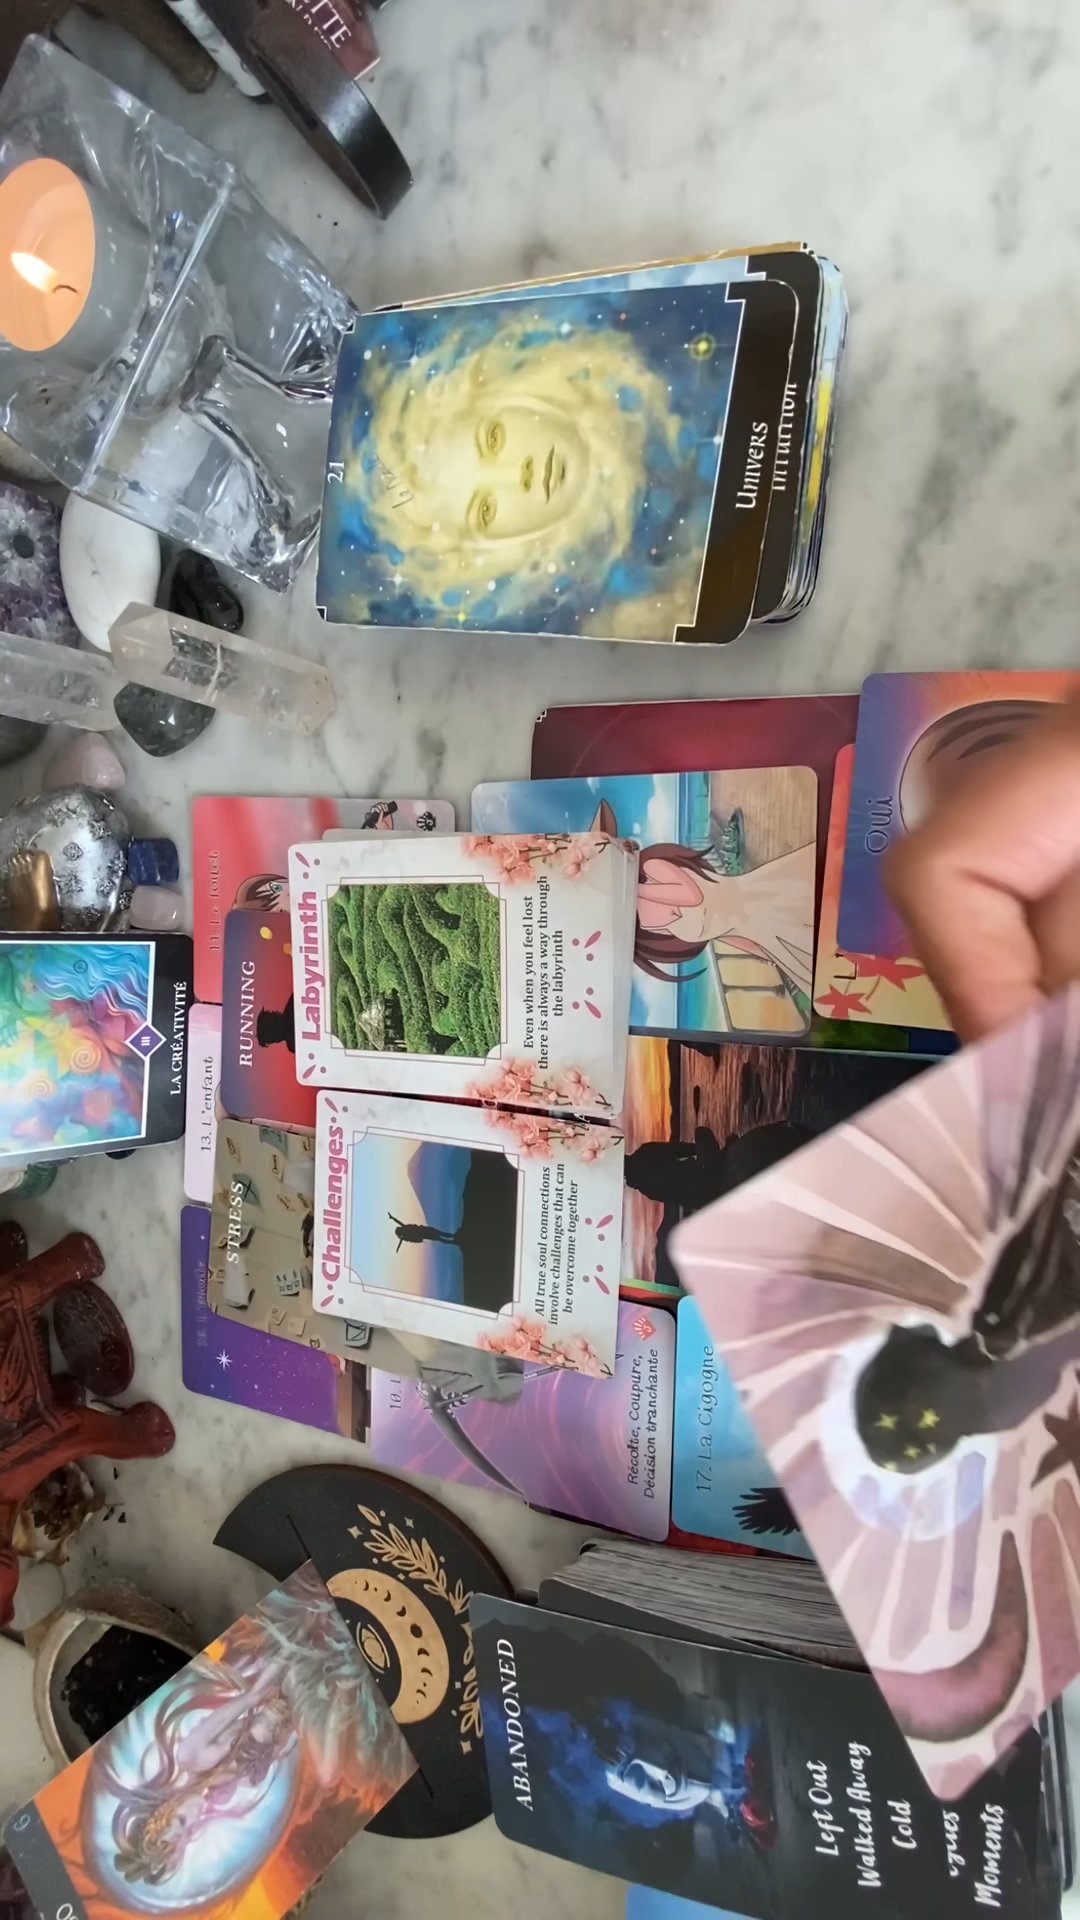 21
Univers
Intuition
Oui
11. Le fouet
RUNNING
Labyrinth
Even when you feel lost
there is always a way through
the labyrinth
III
LA CRÉATIVITÉ
13. L'enfant
STRESS
Challenges
All true soul connections
involve challenges that can
be overcome together
10. L
Récolte, Coupure,
Décision tranchante
17. La Cigogne
ABANDONED
Left Out
Walked Away
Cold
Moments